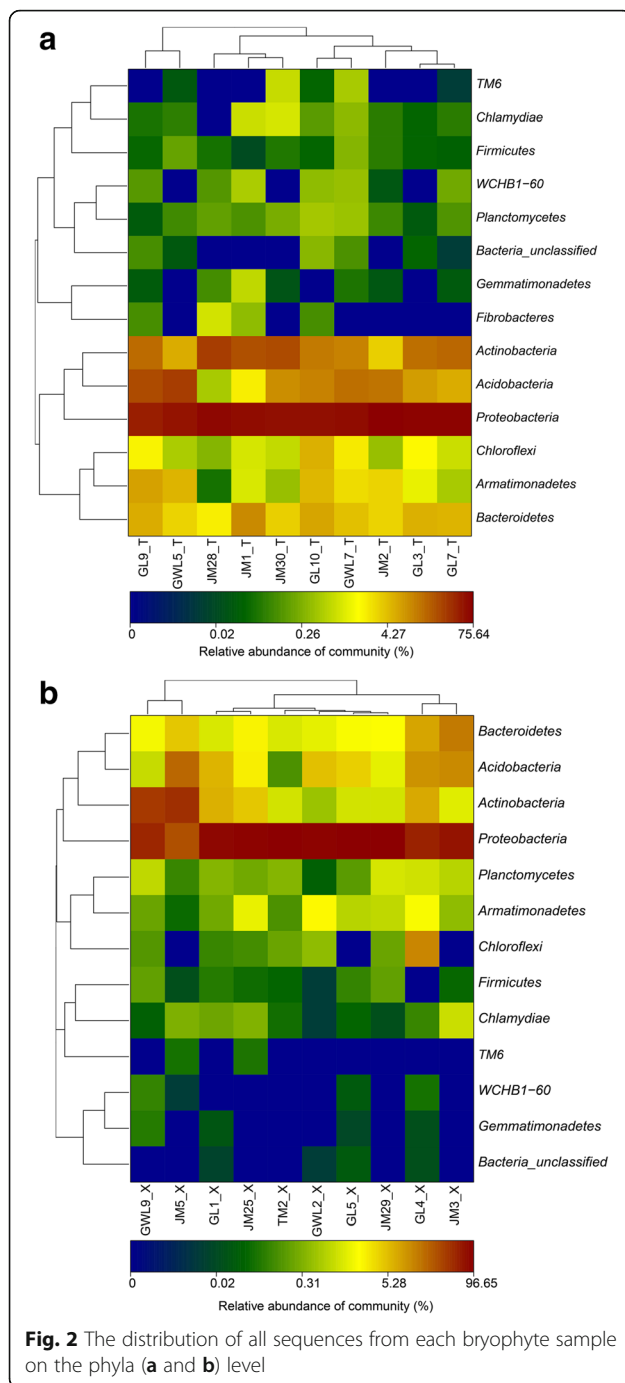 a
TM6
Chlamydiae
Firmicutes
WCHB1-60
Planctomycetes
Bacteria_unclassified
Gemmatimonadetes
Fibrobacteres
Actinobacteria
Acidobacteria
Proteobacteria
Chloroflexi
Armatimonadetes
Bacteroidetes
GL9_T GWL5_T JM28_T JM1_T JM30_T GL10_T GWL7_T JM2_T GL3_T GL7_T
0 0.02 0.26 4.27 75.64
Relative abundance of community (%)
b
Bacteroidetes
Acidobacteria
Actinobacteria
Proteobacteria
Planctomycetes
Armatimonadetes
Chloroflexi
Firmicutes
Chlamydiae
TM6
WCHB1-60
Gemmatimonadetes
Bacteria_unclassified
GWL9_X JM5_X GL1_X JM25_X TM2_X GWL2_X GL5_X JM29_X GL4_X JM3_X
0 0.02 0.31 5.28 96.65
Relative abundance of community (%)
Fig. 2 The distribution of all sequences from each bryophyte sample
on the phyla (a and b) level